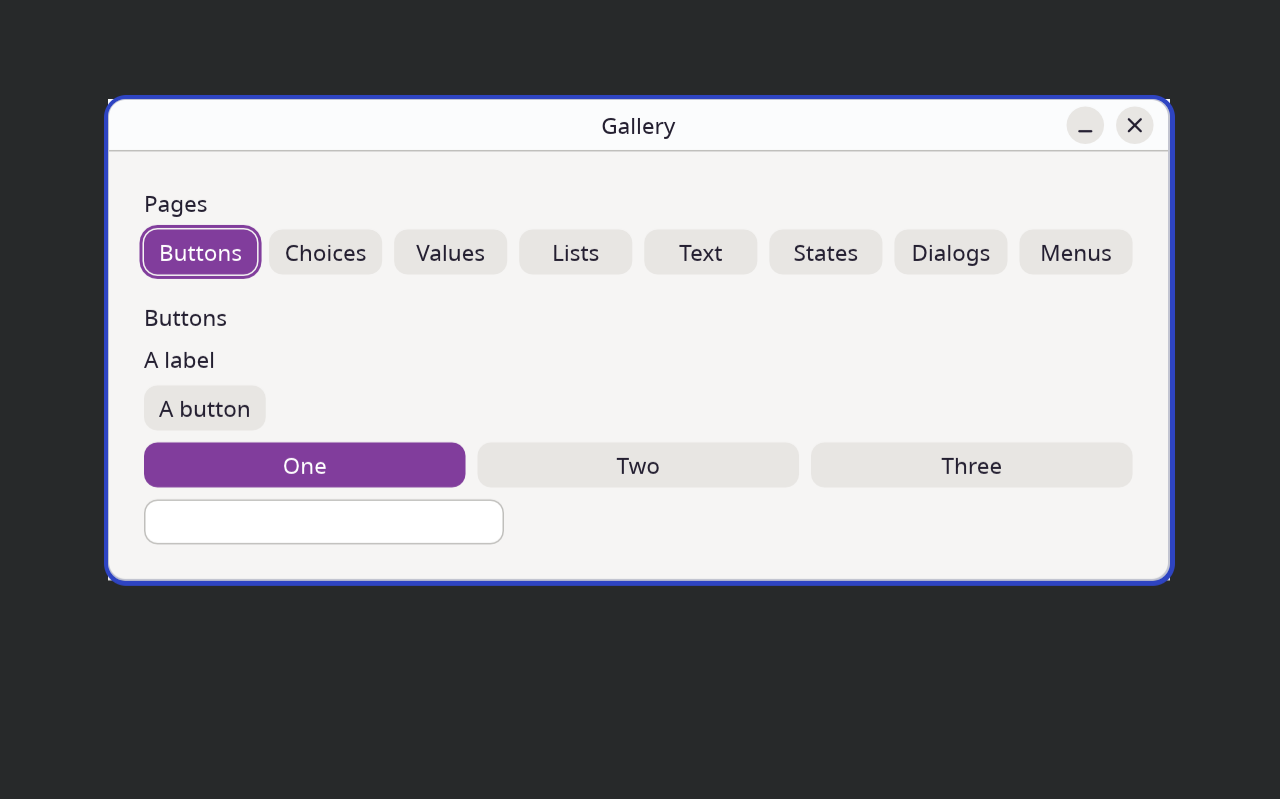 Gallery
Pages
Buttons Choices Values Lists Text States Dialogs Menus
Buttons
A label
A button
One Two Three